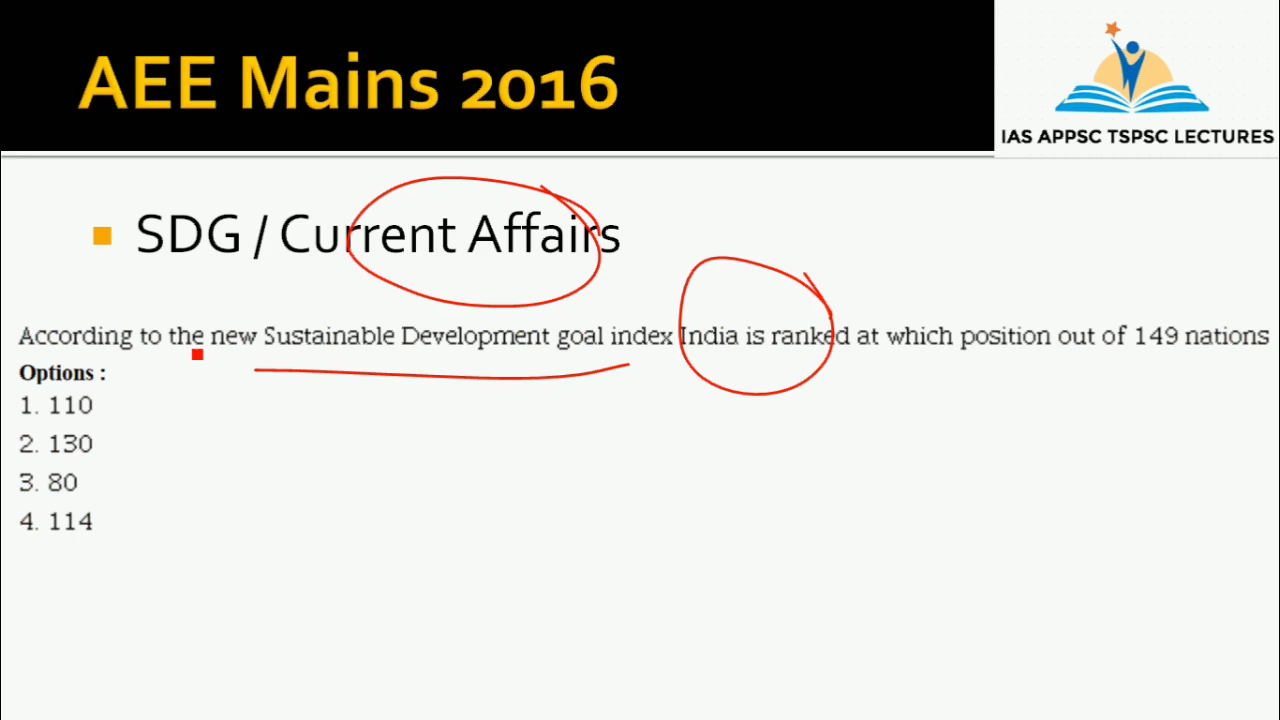 AEE Mains 2016
IAS APPSC TSPSC LECTURES
SDG / Current Affairs
According to the new Sustainable Development goal index India is ranked at which position out of 149 nations
Options :
1. 110
2. 130
3. 80
4. 114